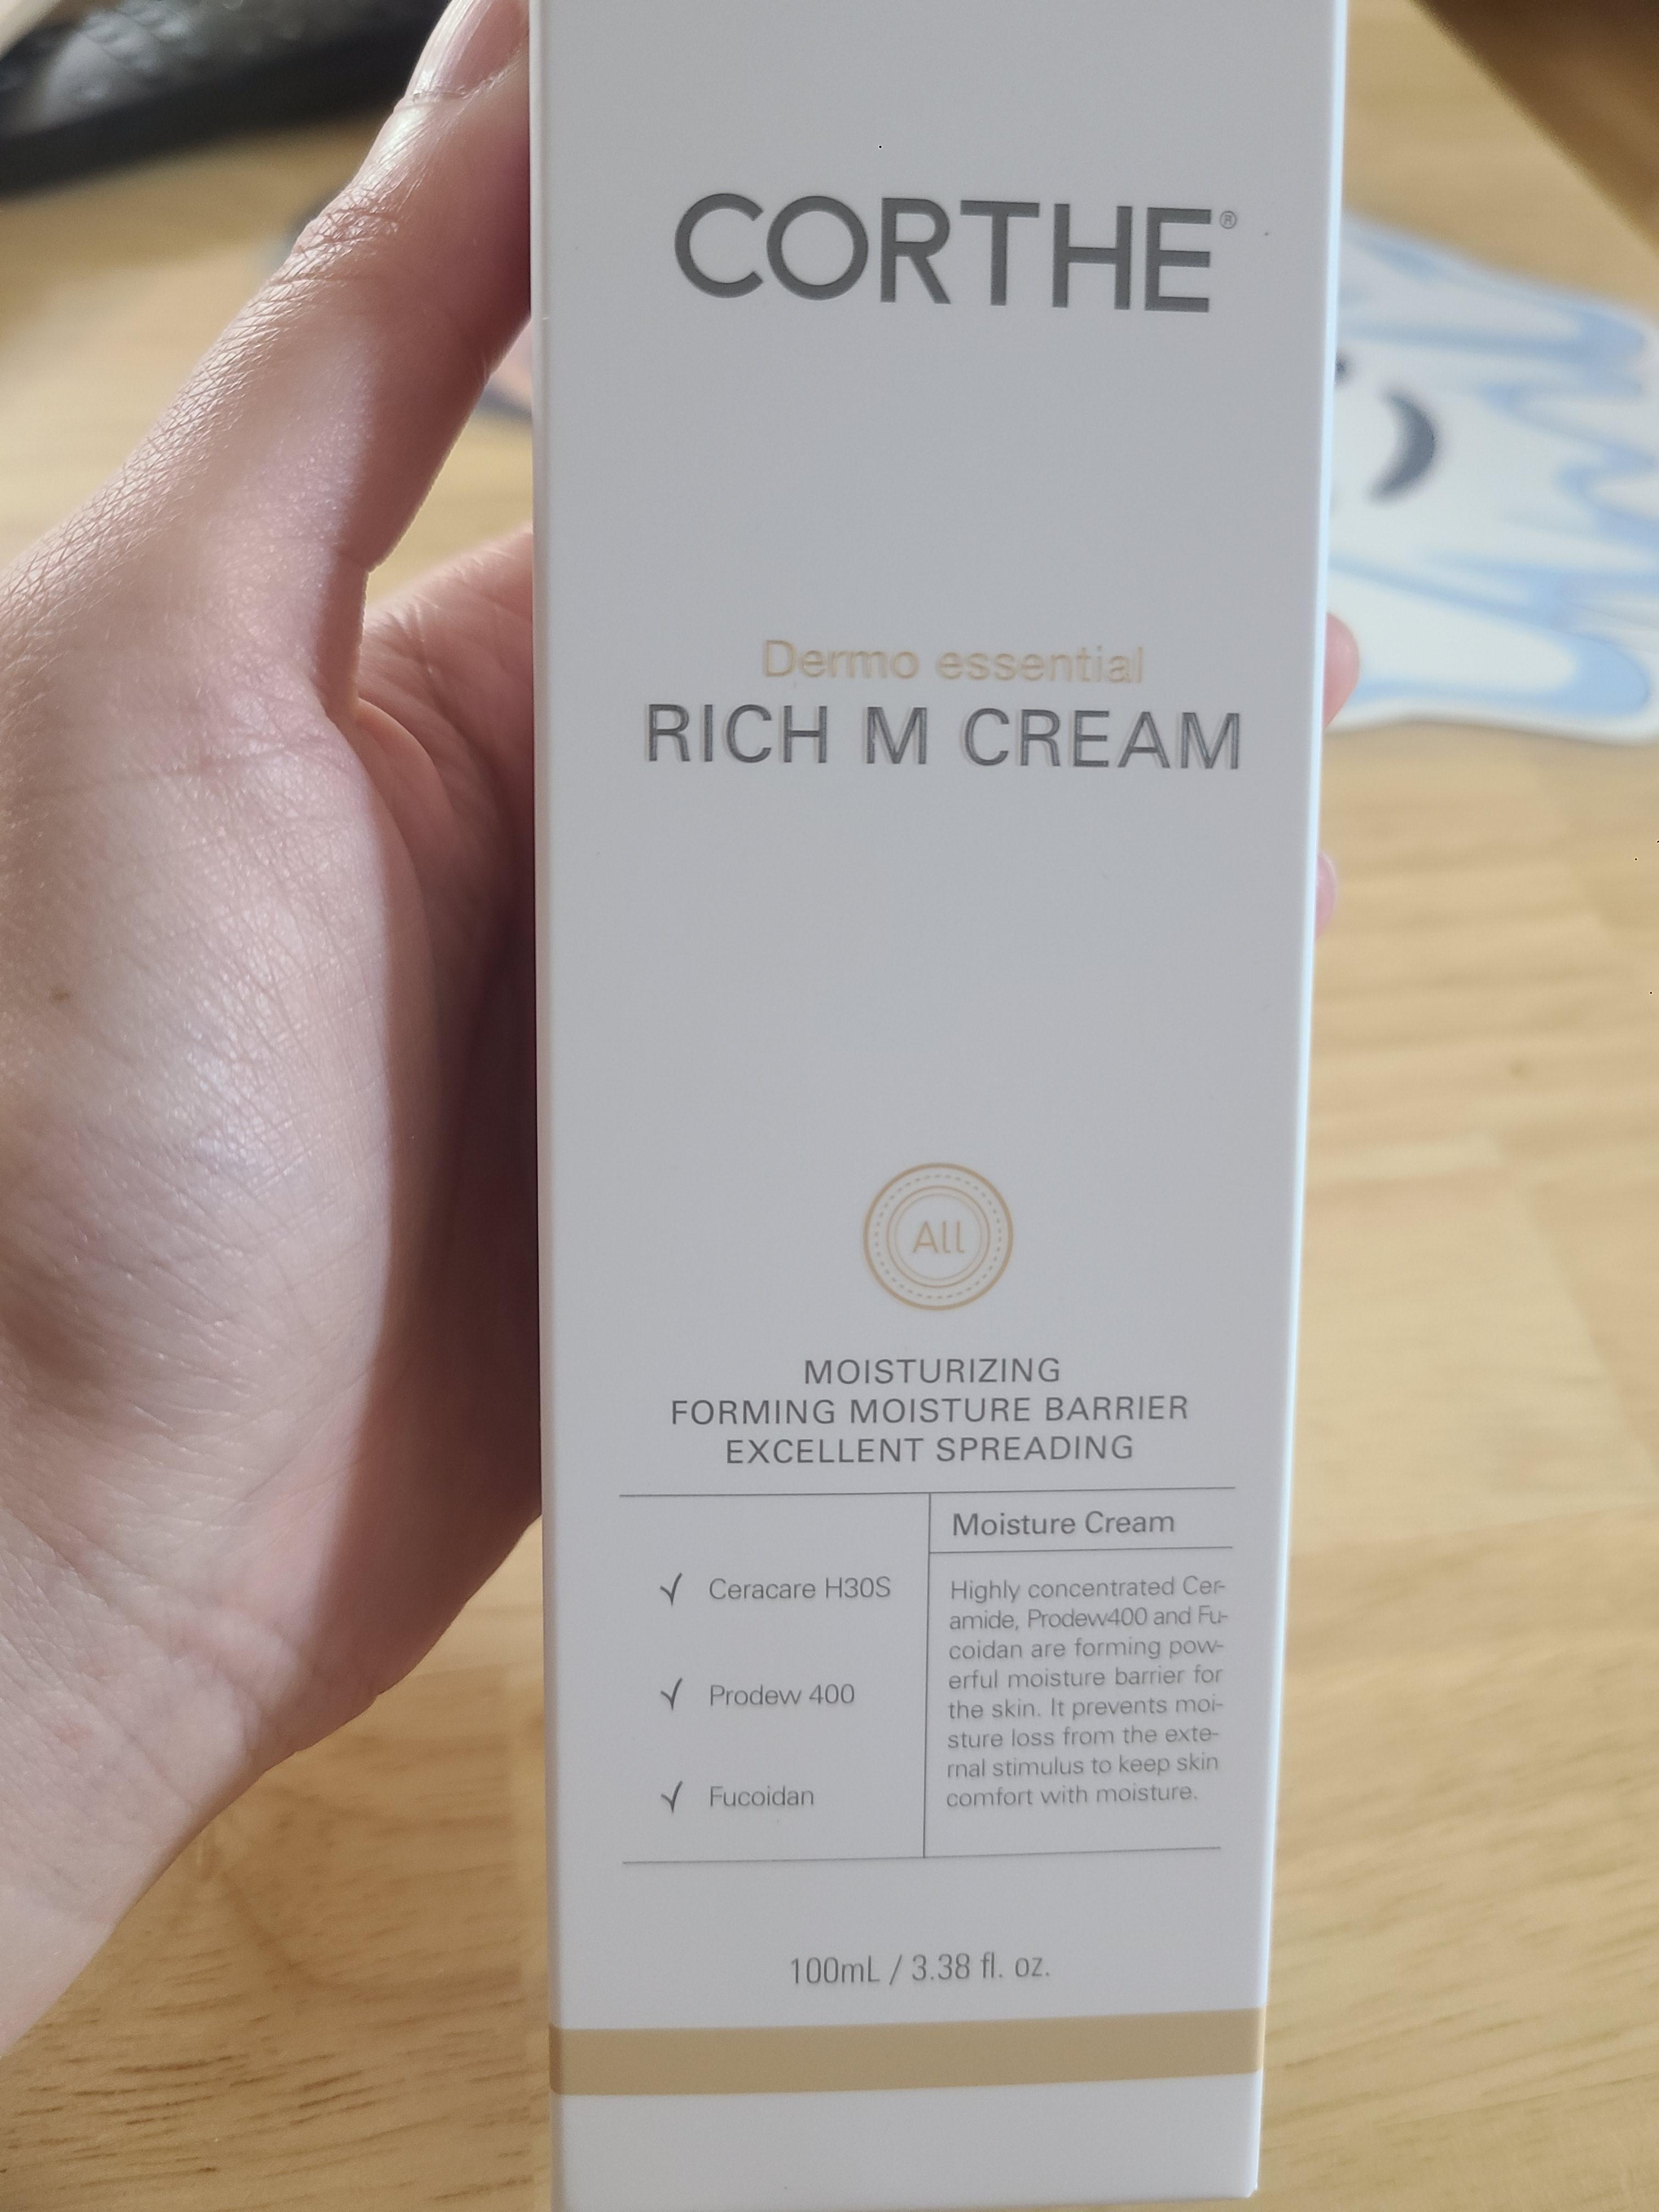 CORTHE®
Dermo essential
RICH M CREAM
All
MOISTURIZING
FORMING MOISTURE BARRIER
EXCELLENT SPREADING
✓ Ceracare H30S
✓ Prodew 400
✓ Fucoidan
Moisture Cream
Highly concentrated Cer-
amide, Prodew400 and Fu-
coidan are forming pow-
erful moisture barrier for
the skin. It prevents moi-
sture loss from the exte-
rnal stimulus to keep skin
comfort with moisture.
100mL / 3.38 fl. oz.